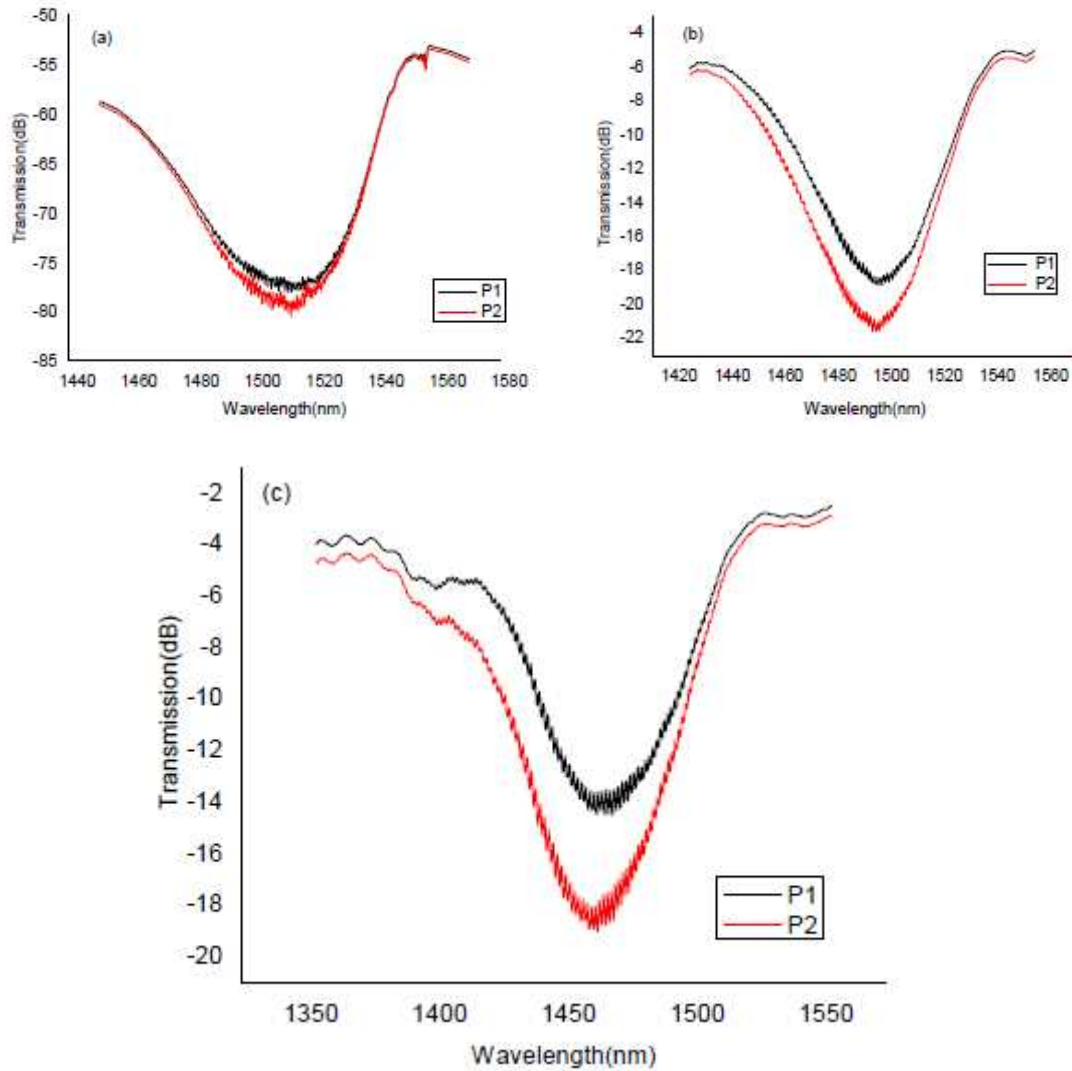 -50
-55
-60
-65
-70
-75
-80
-85
Transmission(dB)
(a)
P1
P2
1440 1460 1480 1500 1520 1540 1560 1580
Wavelength(nm)
-4
-6
-8
-10
-12
-14
-16
-18
-20
-22
Transmission(dB)
(b)
P1
P2
1420 1440 1460 1480 1500 1520 1540 1560
Wavelength(nm)
-2
-4
-6
-8
-10
-12
-14
-16
-18
-20
Transmission(dB)
(c)
P1
P2
1350 1400 1450 1500 1550
Wavelength(nm)